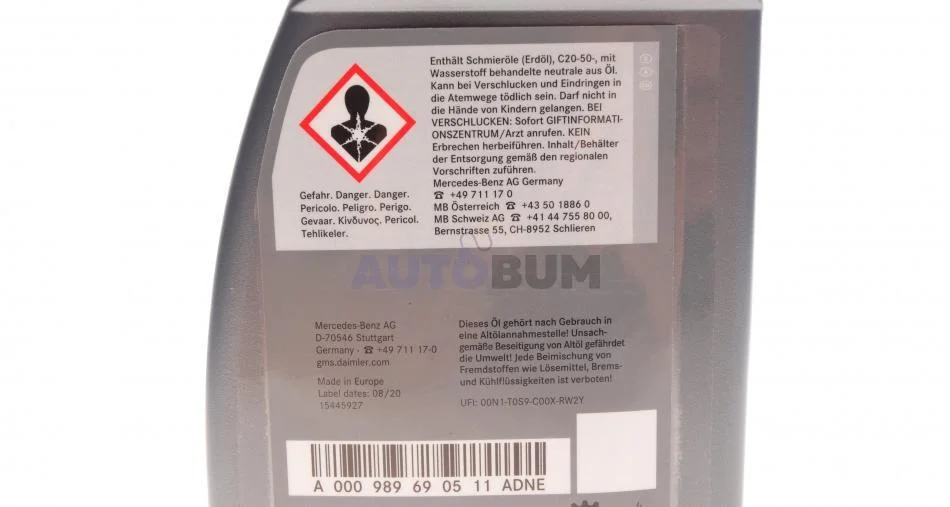 Enthält Schmieröle (Erdöl), C20-50-, mit
Wasserstoff behandelte neutrale aus Öl.
Kann bei Verschlucken und Eindringen in
die Atemwege tödlich sein. Darf nicht in
die Hände von Kindern gelangen. BEI
VERSCHLUCKEN: Sofort GIFTINFORMATI-
ONSZENTRUM/Arzt anrufen. KEIN
Erbrechen herbeiführen. Inhalt/Behälter
der Entsorgung gemäß den regionalen
Vorschriften zuführen.
Mercedes-Benz AG Germany
☎ +49 711 17 0
MB Österreich ☎ +43 50 1886 0
MB Schweiz AG ☎ +41 44 755 80 00,
Bernstrasse 55, CH-8952 Schlieren
Gefahr. Danger. Danger.
Pericolo. Peligro. Perigo.
Gevaar. Κίνδυνος. Pericol.
Tehlikeler.
AUTOBUM
Mercedes-Benz AG
D-70546 Stuttgart
Germany · ☎ +49 711 17-0
gms.daimler.com
Made in Europe
Label dates: 08/20
15445927
Dieses Öl gehört nach Gebrauch in
eine Altölannahmestelle! Unsach-
gemäße Beseitigung von Altöl gefährdet
die Umwelt! Jede Beimischung von
Fremdstoffen wie Lösemittel, Brems-
und Kühlflüssigkeiten ist verboten!
UFI: 00N1-T0S9-C00X-RW2Y
A 000 989 69 05 11 ADNE